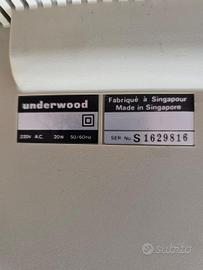 underwood
220V A.C. 20W 50/60Hz
Fabriqué à Singapour
Made in Singapore
SER. No. S 1629816
subito